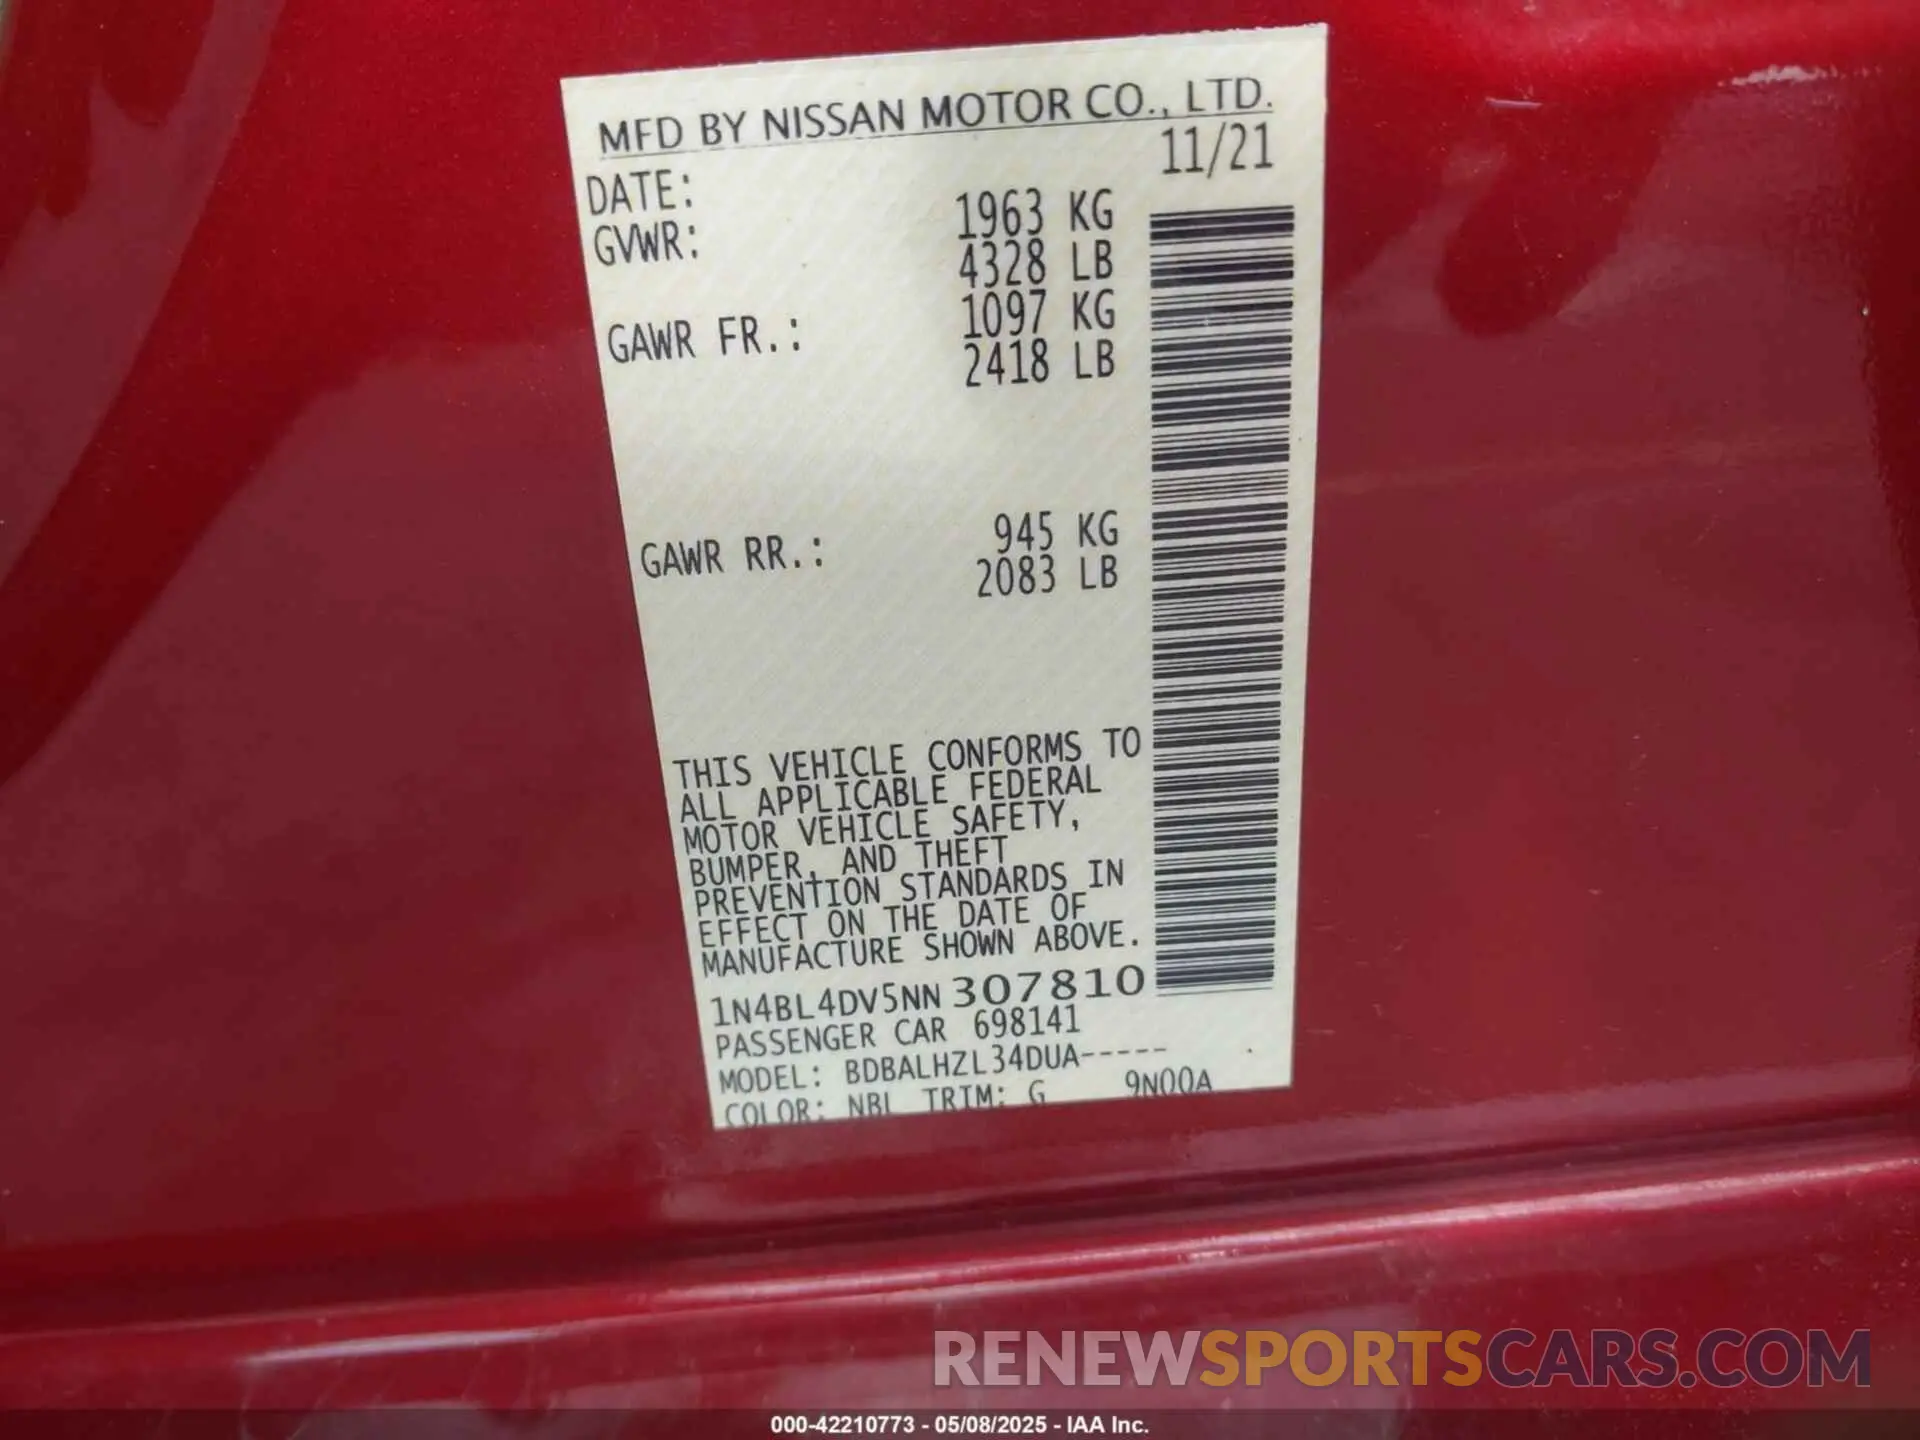 MFD BY NISSAN MOTOR CO., LTD.
DATE: 11/21
GVWR: 1963 KG
4328 LB
GAWR FR.: 1097 KG
2418 LB
GAWR RR.: 945 KG
2083 LB
THIS VEHICLE CONFORMS TO
ALL APPLICABLE FEDERAL
MOTOR VEHICLE SAFETY,
BUMPER, AND THEFT
PREVENTION STANDARDS IN
EFFECT ON THE DATE OF
MANUFACTURE SHOWN ABOVE.
1N4BL4DV5NN307810
PASSENGER CAR 698141
MODEL: BDBALHZL34DUA-----
COLOR: NBL TRIM: G 9N00A
RENEWSPORTSCARS.COM
000-42210773 - 05/08/2025 - IAA Inc.